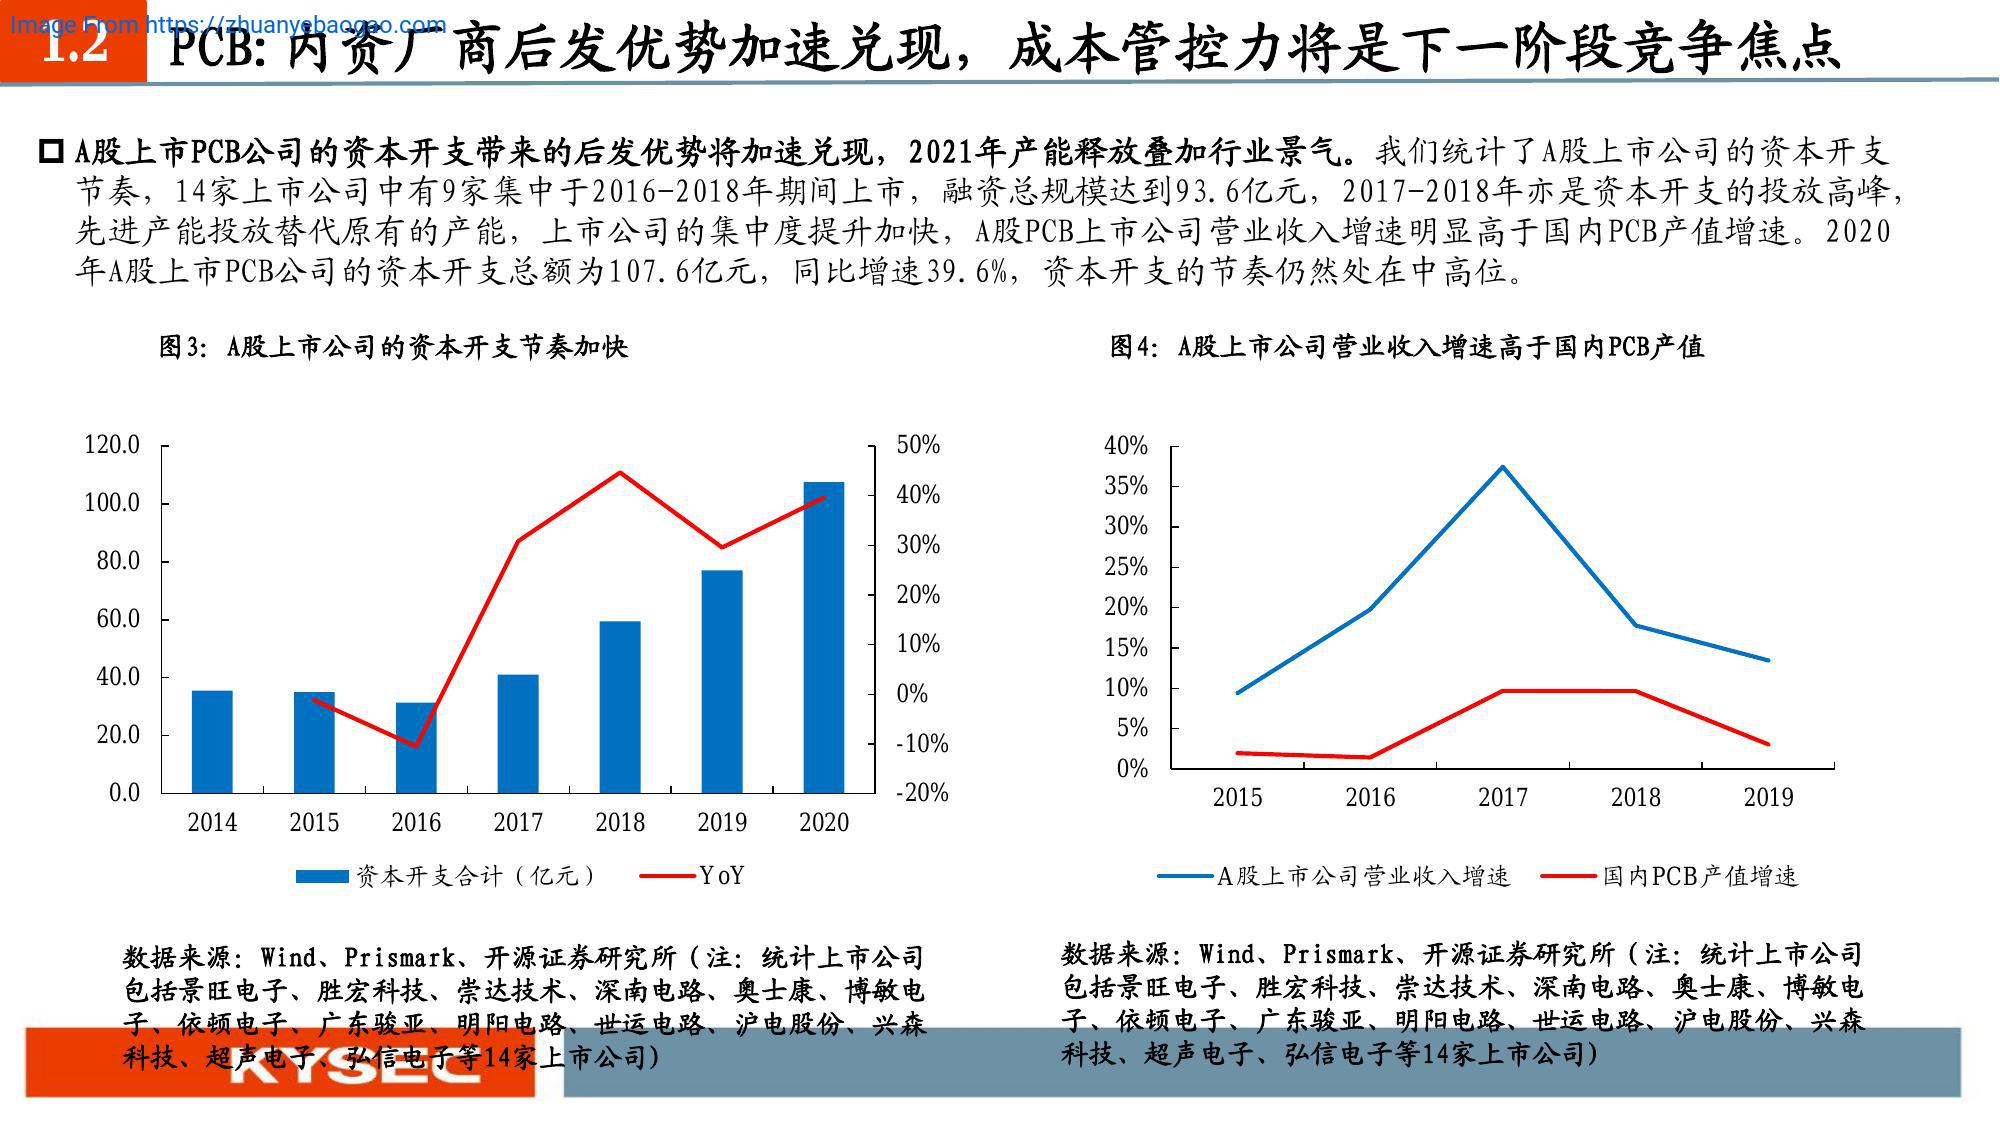 Image From https://zhuanyebaogao.com
1.2 PCB: 内资厂商后发优势加速兑现，成本管控力将是下一阶段竞争焦点
A股上市PCB公司的资本开支带来的后发优势将加速兑现，2021年产能释放叠加行业景气。我们统计了A股上市公司的资本开支
节奏，14家上市公司中有9家集中于2016-2018年期间上市，融资总规模达到93.6亿元，2017-2018年亦是资本开支的投放高峰，
先进产能投放替代原有的产能，上市公司的集中度提升加快，A股PCB上市公司营业收入增速明显高于国内PCB产值增速。2020
年A股上市PCB公司的资本开支总额为107.6亿元，同比增速39.6%，资本开支的节奏仍然处在中高位。
图3：A股上市公司的资本开支节奏加快
120.0
100.0
80.0
60.0
40.0
20.0
0.0
50%
40%
30%
20%
10%
0%
-10%
-20%
2014 2015 2016 2017 2018 2019 2020
资本开支合计（亿元） YoY
数据来源：Wind、Prismark、开源证券研究所（注：统计上市公司
包括景旺电子、胜宏科技、崇达技术、深南电路、奥士康、博敏电
子、依顿电子、广东骏亚、明阳电路、世运电路、沪电股份、兴森
科技、超声电子、弘信电子等14家上市公司）
图4：A股上市公司营业收入增速高于国内PCB产值
40%
35%
30%
25%
20%
15%
10%
5%
0%
2015 2016 2017 2018 2019
A股上市公司营业收入增速 国内PCB产值增速
数据来源：Wind、Prismark、开源证券研究所（注：统计上市公司
包括景旺电子、胜宏科技、崇达技术、深南电路、奥士康、博敏电
子、依顿电子、广东骏亚、明阳电路、世运电路、沪电股份、兴森
科技、超声电子、弘信电子等14家上市公司）
KYSEC